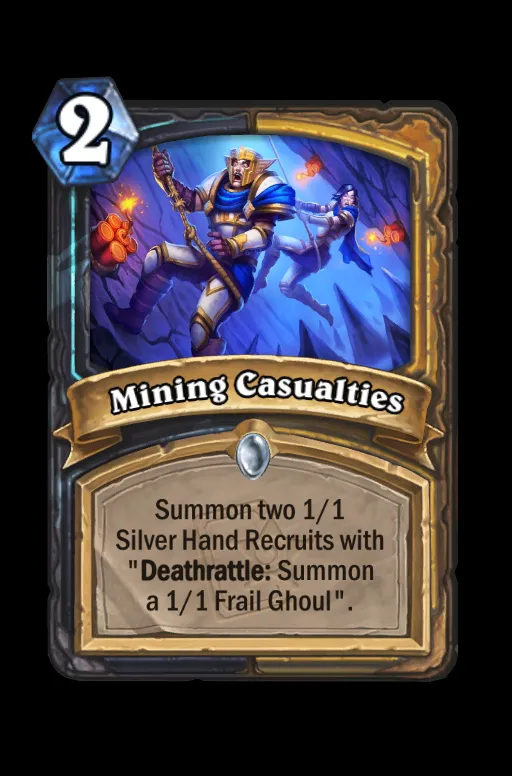 2
Mining Casualties
Summon two 1/1
Silver Hand Recruits with
"Deathrattle: Summon
a 1/1 Frail Ghoul".